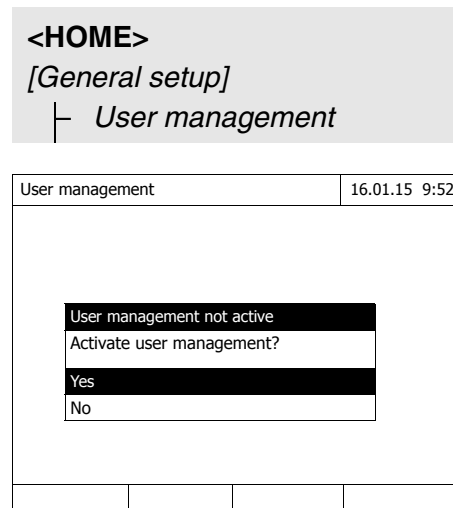 <HOME>
[General setup]
User management
User management 16.01.15 9:52
User management not active
Activate user management?
Yes
No